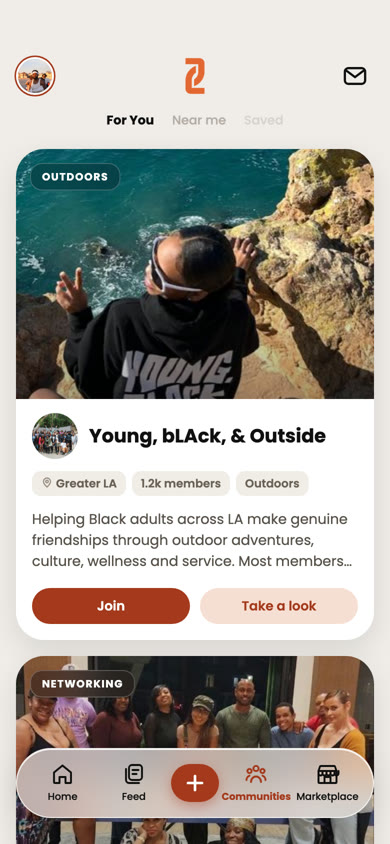 For You Near me Saved
OUTDOORS
YOUNG,
BLACK
Young, bLAck, & Outside
Greater LA 1.2k members Outdoors
Helping Black adults across LA make genuine
friendships through outdoor adventures,
culture, wellness and service. Most members...
Join Take a look
NETWORKING
Home Feed Communities Marketplace